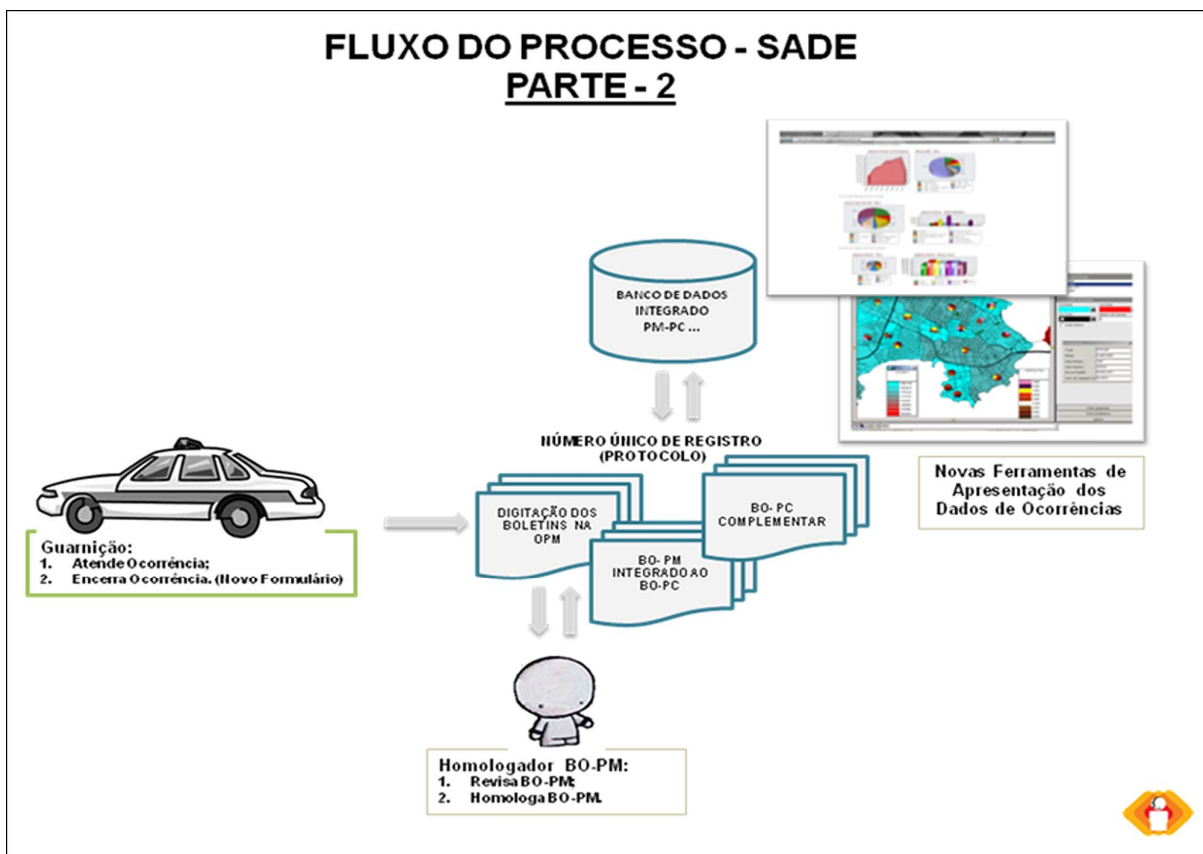 FLUXO DO PROCESSO - SADE
PARTE - 2
BANCO DE DADOS
INTEGRADO
PM-PC ...
NÚMERO ÚNICO DE REGISTRO
(PROTOCOLO)
DIGITAÇÃO DOS
BOLETINS NA
OPM
BO- PC
COMPLEMENTAR
BO- PM
INTEGRADO AO
BO-PC
Novas Ferramentas de
Apresentação dos
Dados de Ocorrências
Guarnição:
1. Atende Ocorrência;
2. Encerra Ocorrência. (Novo Formulário)
Homologador BO-PM:
1. Revisa BO-PM;
2. Homologa BO-PM.